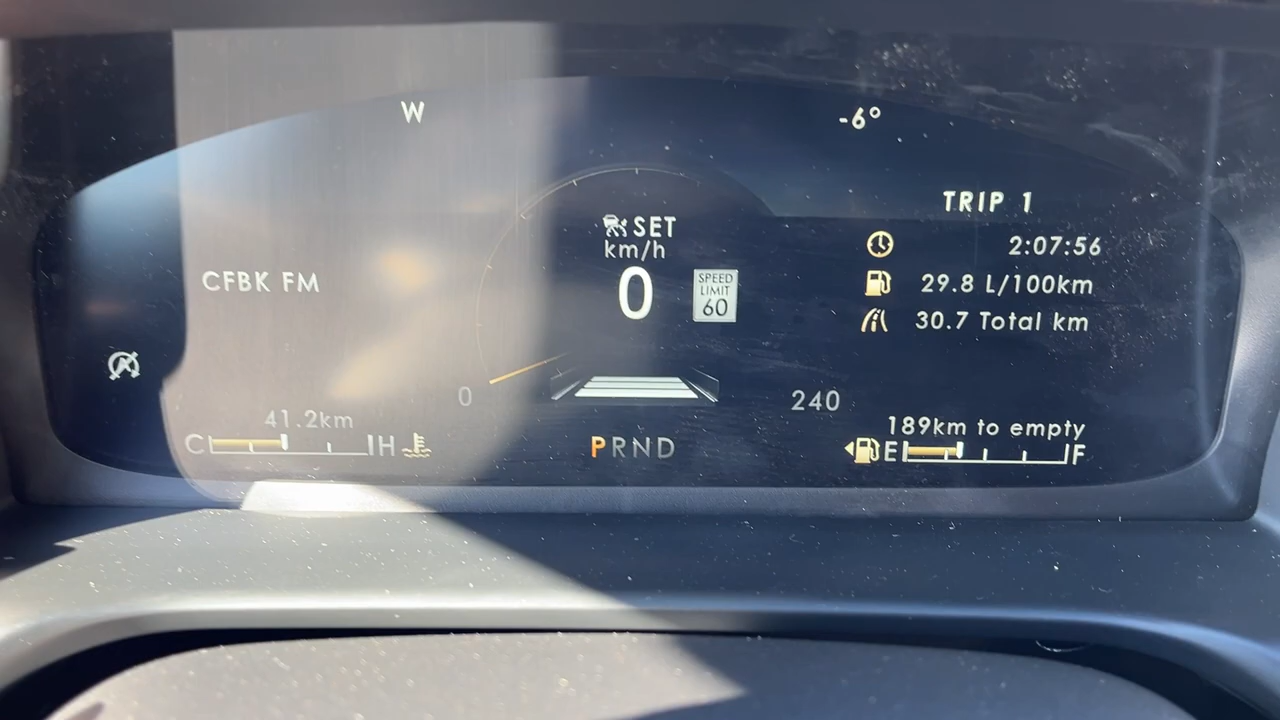 W
-6°
TRIP 1
SET
km/h
0
SPEED
LIMIT
60
2:07:56
29.8 L/100km
30.7 Total km
CFBK FM
0
240
41.2km
C H
PRND
189km to empty
E F